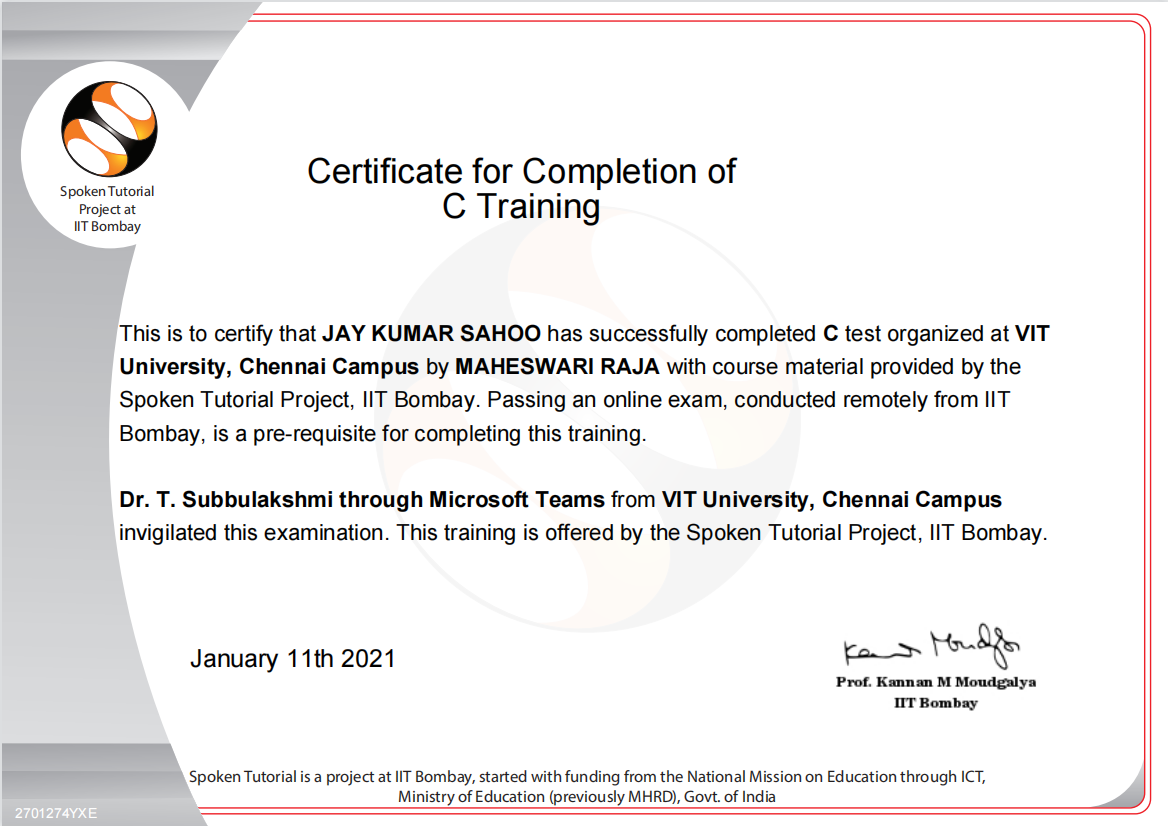 Spoken Tutorial
Project at
IIT Bombay
Certificate for Completion of
C Training
This is to certify that JAY KUMAR SAHOO has successfully completed C test organized at VIT
University, Chennai Campus by MAHESWARI RAJA with course material provided by the
Spoken Tutorial Project, IIT Bombay. Passing an online exam, conducted remotely from IIT
Bombay, is a pre-requisite for completing this training.
Dr. T. Subbulakshmi through Microsoft Teams from VIT University, Chennai Campus
invigilated this examination. This training is offered by the Spoken Tutorial Project, IIT Bombay.
January 11th 2021
Prof. Kannan M Moudgalya
IIT Bombay
Spoken Tutorial is a project at IIT Bombay, started with funding from the National Mission on Education through ICT,
Ministry of Education (previously MHRD), Govt. of India
2701274YXE